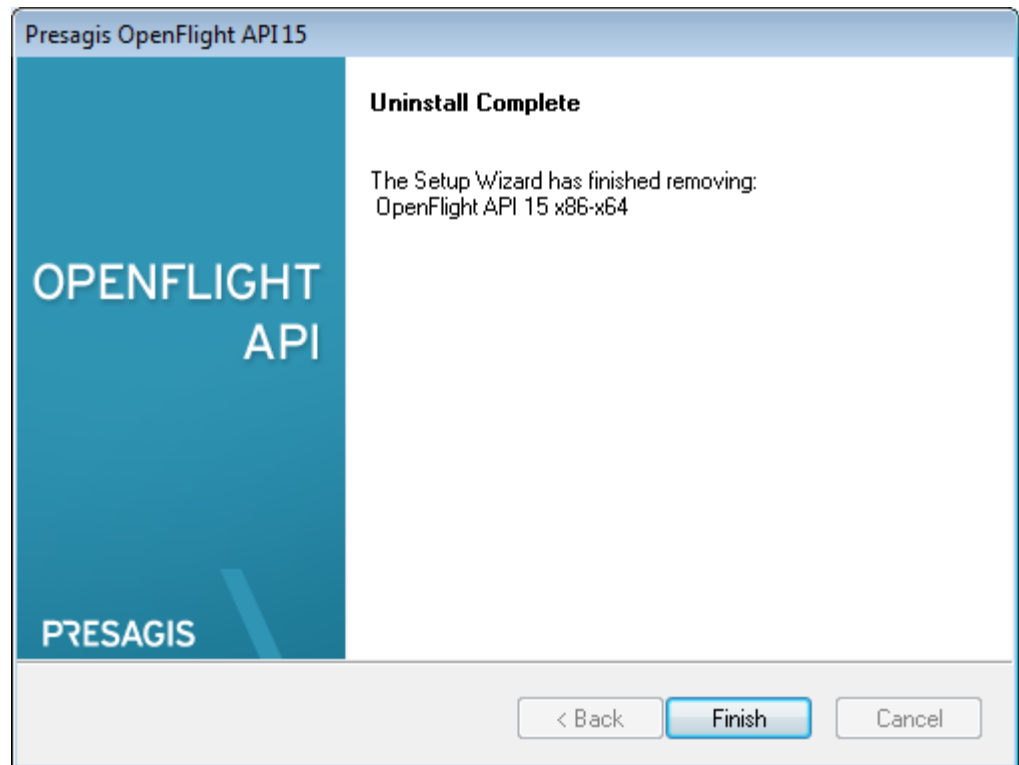 Presagis OpenFlight API 15
Uninstall Complete
The Setup Wizard has finished removing:
OpenFlight API 15 x86-x64
OPENFLIGHT
API
PRESAGIS
< Back
Finish
Cancel